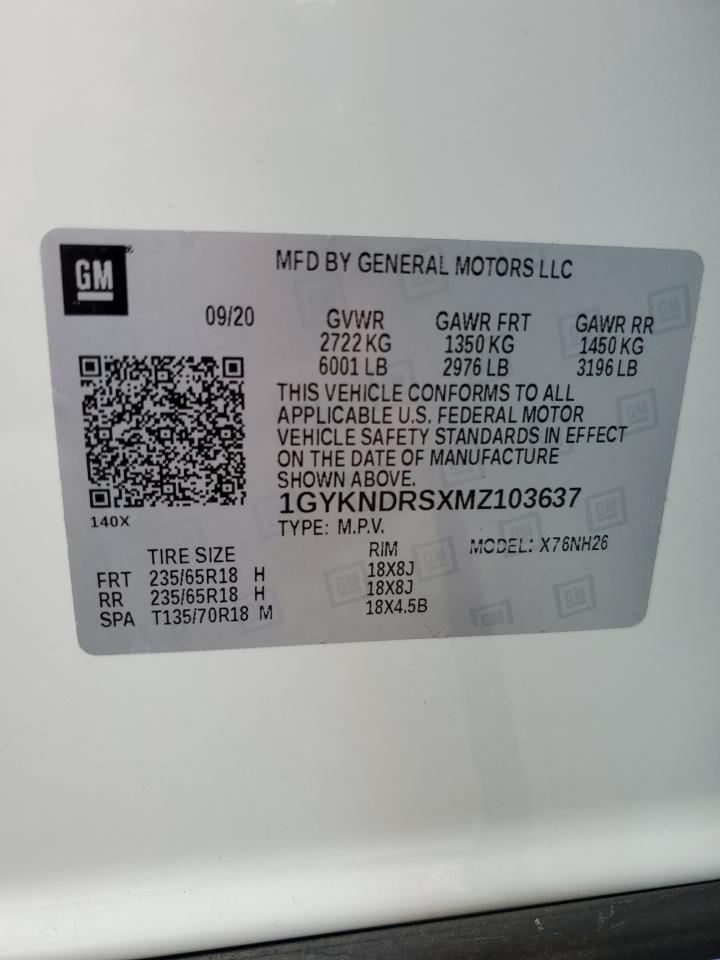 GM
MFD BY GENERAL MOTORS LLC
09/20 GVWR GAWR FRT GAWR RR
2722 KG 1350 KG 1450 KG
6001 LB 2976 LB 3196 LB
THIS VEHICLE CONFORMS TO ALL
APPLICABLE U.S. FEDERAL MOTOR
VEHICLE SAFETY STANDARDS IN EFFECT
ON THE DATE OF MANUFACTURE
SHOWN ABOVE.
1GYKNDRSXMZ103637
140X
TYPE: M.P.V.
TIRE SIZE RIM MODEL: X76NH26
FRT 235/65R18 H 18X8J
RR 235/65R18 H 18X8J
SPA T135/70R18 M 18X4.5B